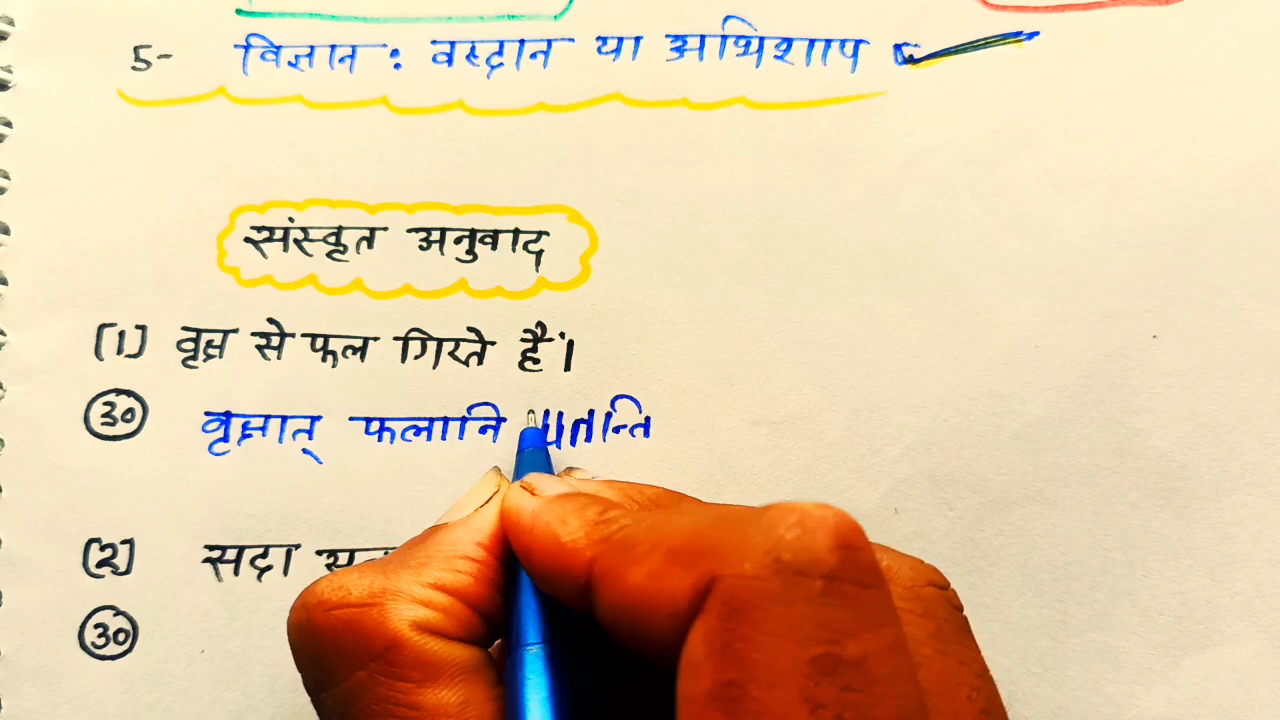 5- विज्ञान : वरदान या अभिशाप
संस्कृत अनुवाद
(1) वृक्ष से फल गिरते हैं।
उ० वृक्षात् फलानि पतन्ति
(2) सदा
उ०